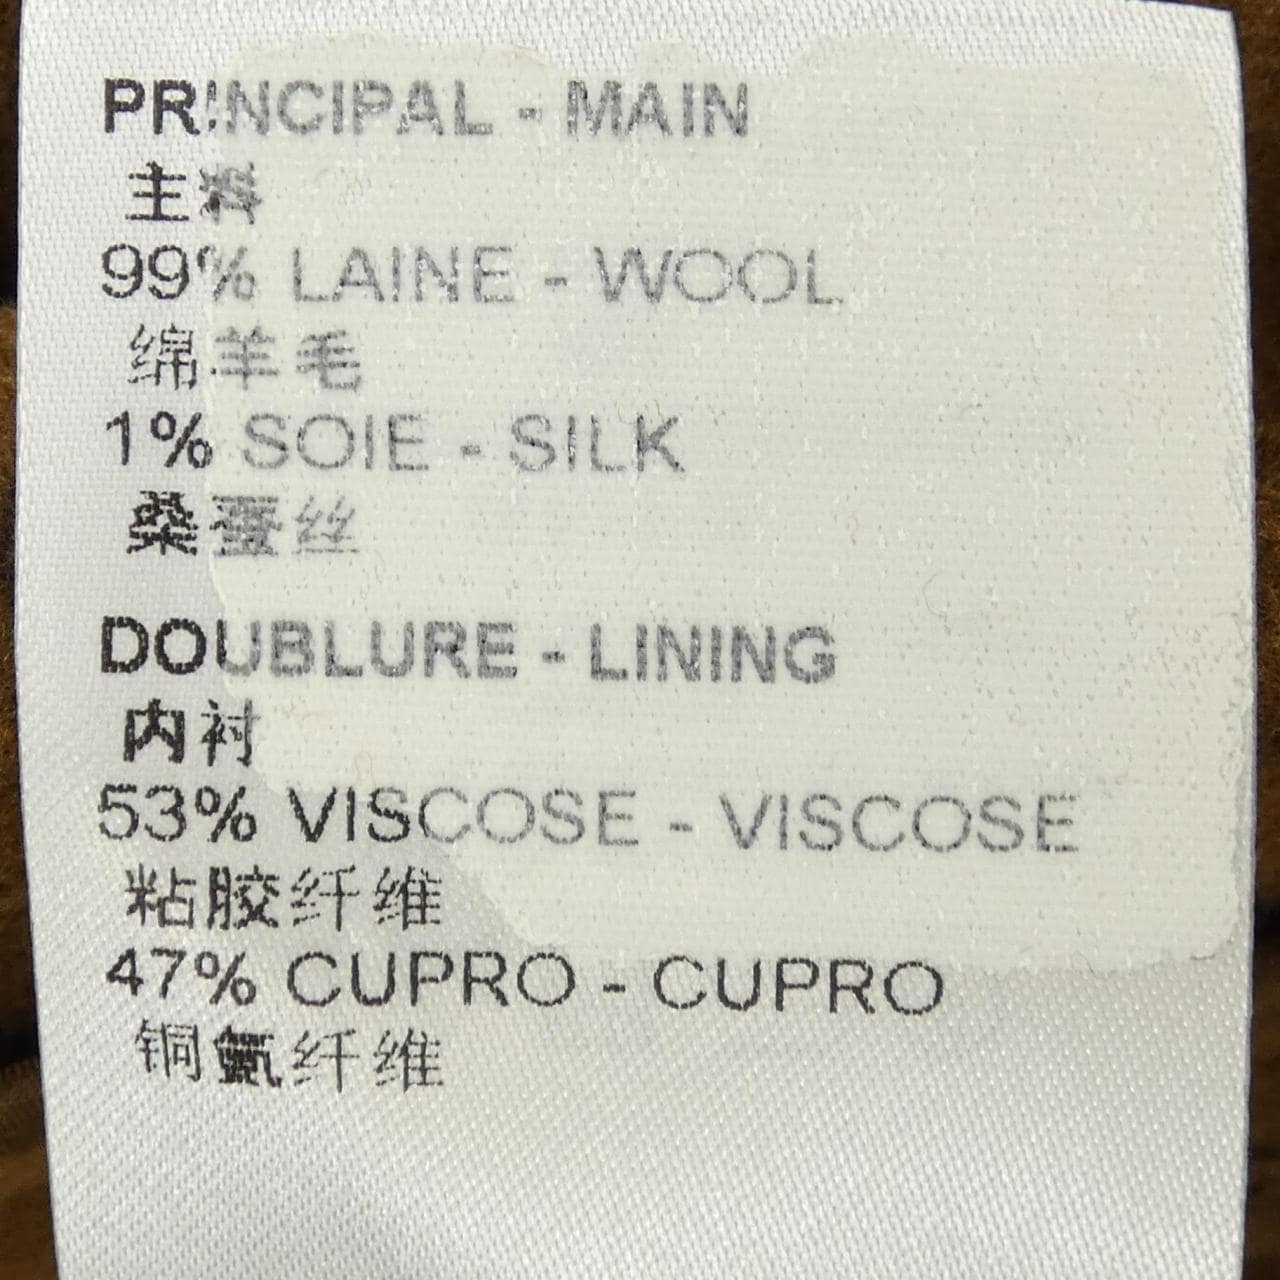 PRINCIPAL - MAIN
主料
99% LAINE - WOOL
绵羊毛
1% SOIE - SILK
桑蚕丝
DOUBLURE - LINING
内衬
53% VISCOSE - VISCOSE
粘胶纤维
47% CUPRO - CUPRO
铜氨纤维